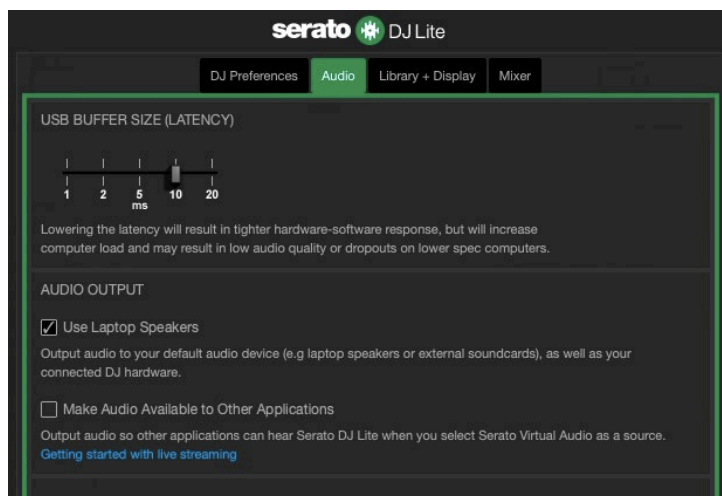 serato DJ Lite
DJ Preferences Audio Library + Display Mixer
USB BUFFER SIZE (LATENCY)
1 2 5 10 20
ms
Lowering the latency will result in tighter hardware-software response, but will increase
computer load and may result in low audio quality or dropouts on lower spec computers.
AUDIO OUTPUT
Use Laptop Speakers
Output audio to your default audio device (e.g laptop speakers or external soundcards), as well as your
connected DJ hardware.
Make Audio Available to Other Applications
Output audio so other applications can hear Serato DJ Lite when you select Serato Virtual Audio as a source.
Getting started with live streaming